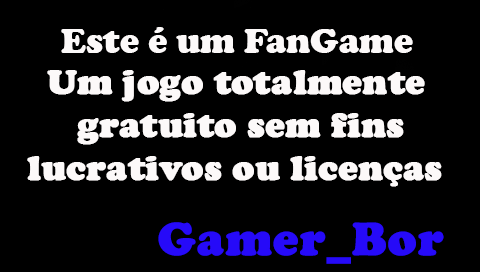 Este é um FanGame
Um jogo totalmente
gratuito sem fins
lucrativos ou licenças
Gamer_Bor